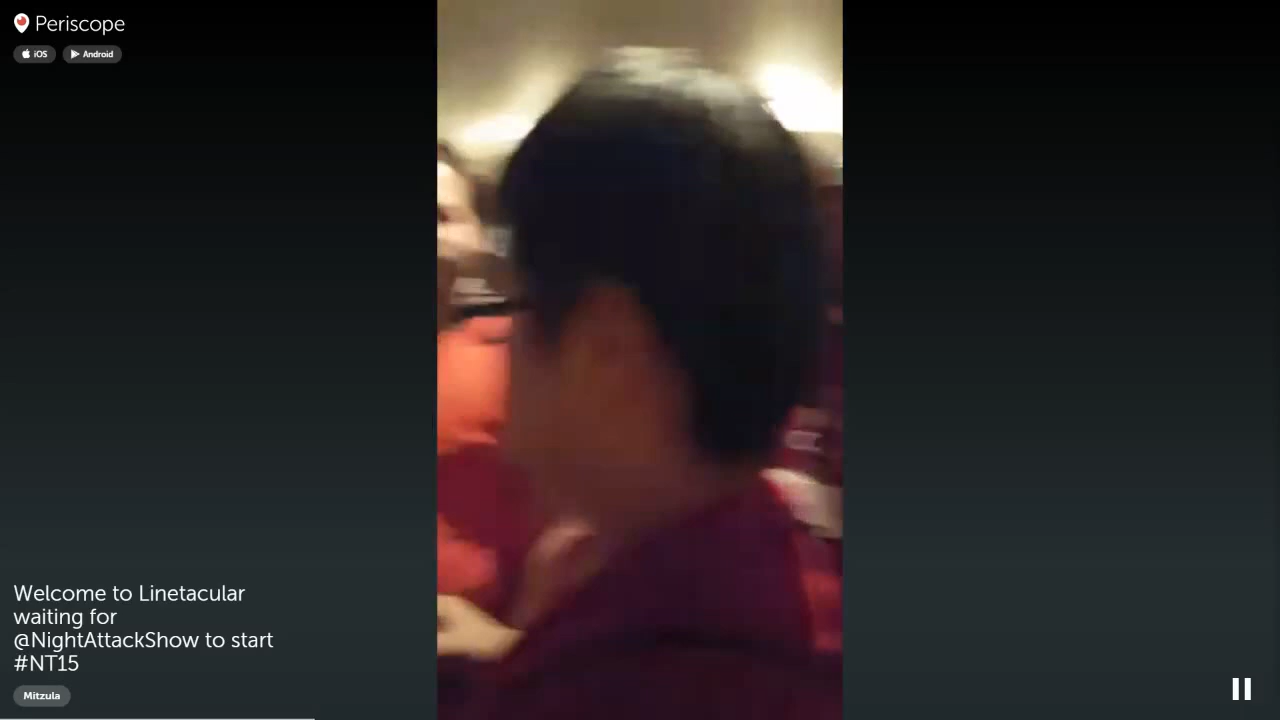 Periscope
iOS
Android
Welcome to Linetacular
waiting for
@NightAttackShow to start
#NT15
Mitzula